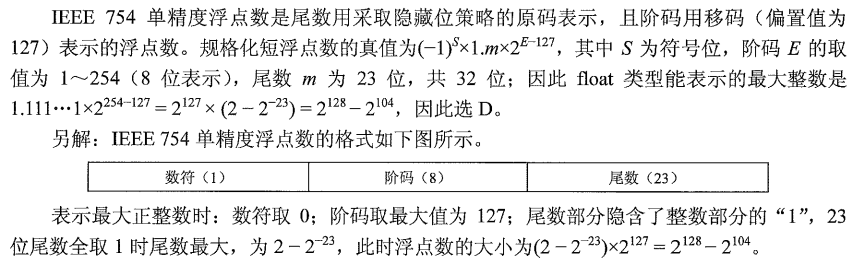 IEEE 754 单精度浮点数是尾数用采取隐藏位策略的原码表示，且阶码用移码（偏置值为
127）表示的浮点数。规格化短浮点数的真值为(−1)^S×1.m×2^{E−127}，其中 S 为符号位，阶码 E 的取
值为 1～254（8 位表示），尾数 m 为 23 位，共 32 位；因此 float 类型能表示的最大整数是
1.111⋯1×2^{254−127} = 2^{127} × (2 − 2^{−23}) = 2^{128} − 2^{104}，因此选 D。
另解：IEEE 754 单精度浮点数的格式如下图所示。
数符（1） 阶码（8） 尾数（23）
表示最大正整数时：数符取 0；阶码取最大值为 127；尾数部分隐含了整数部分的“1”，23
位尾数全取 1 时尾数最大，为 2 − 2^{−23}，此时浮点数的大小为(2 − 2^{−23})×2^{127} = 2^{128} − 2^{104}。